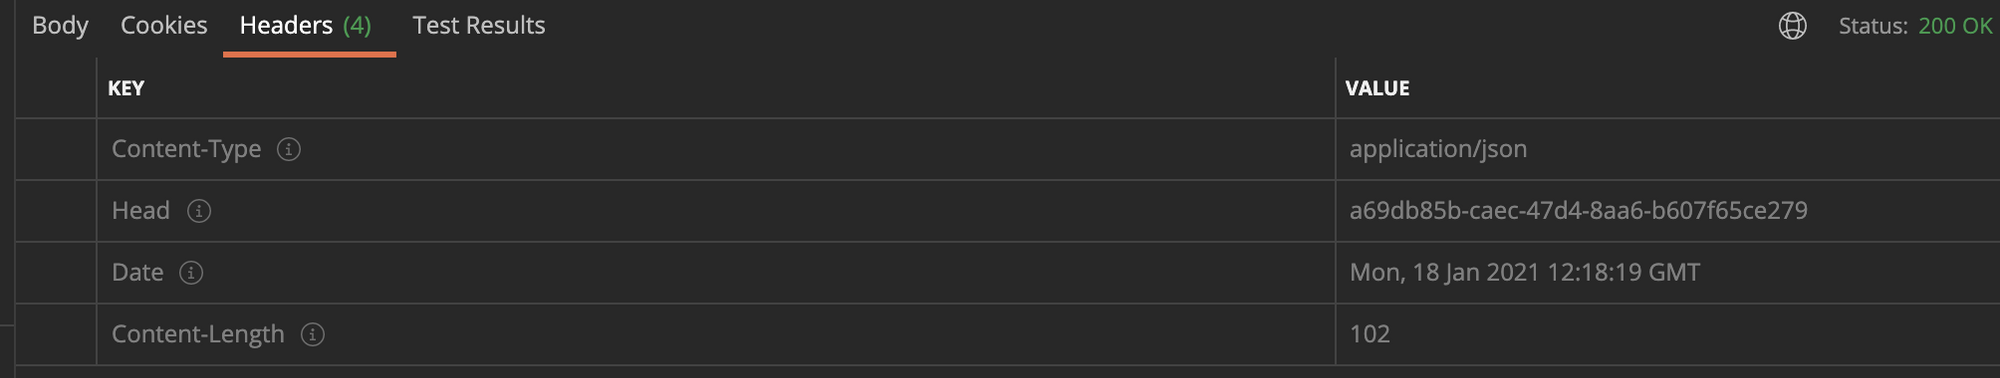 Body Cookies Headers (4) Test Results Status: 200 OK
KEY VALUE
Content-Type application/json
Head a69db85b-caec-47d4-8aa6-b607f65ce279
Date Mon, 18 Jan 2021 12:18:19 GMT
Content-Length 102